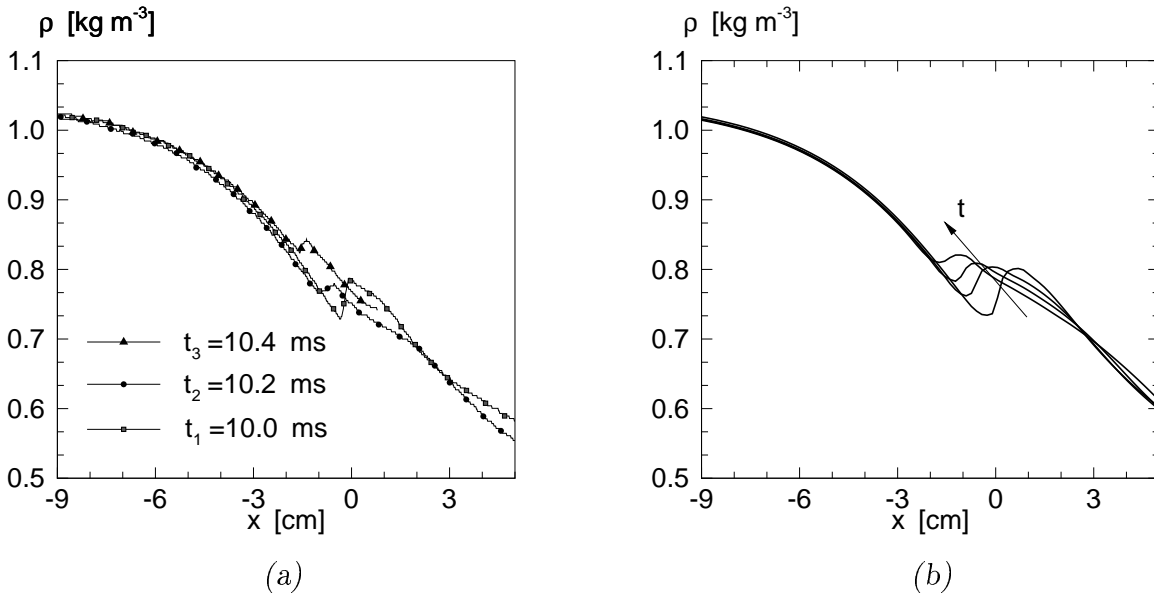 ρ [kg m-3]
1.1
1.0
0.9
0.8
0.7
0.6
0.5
t3 =10.4 ms
t2 =10.2 ms
t1 =10.0 ms
-9 -6 -3 0 3
x [cm]
(a)
ρ [kg m-3]
1.1
1.0
0.9
0.8
0.7
0.6
0.5
t
-9 -6 -3 0 3
x [cm]
(b)